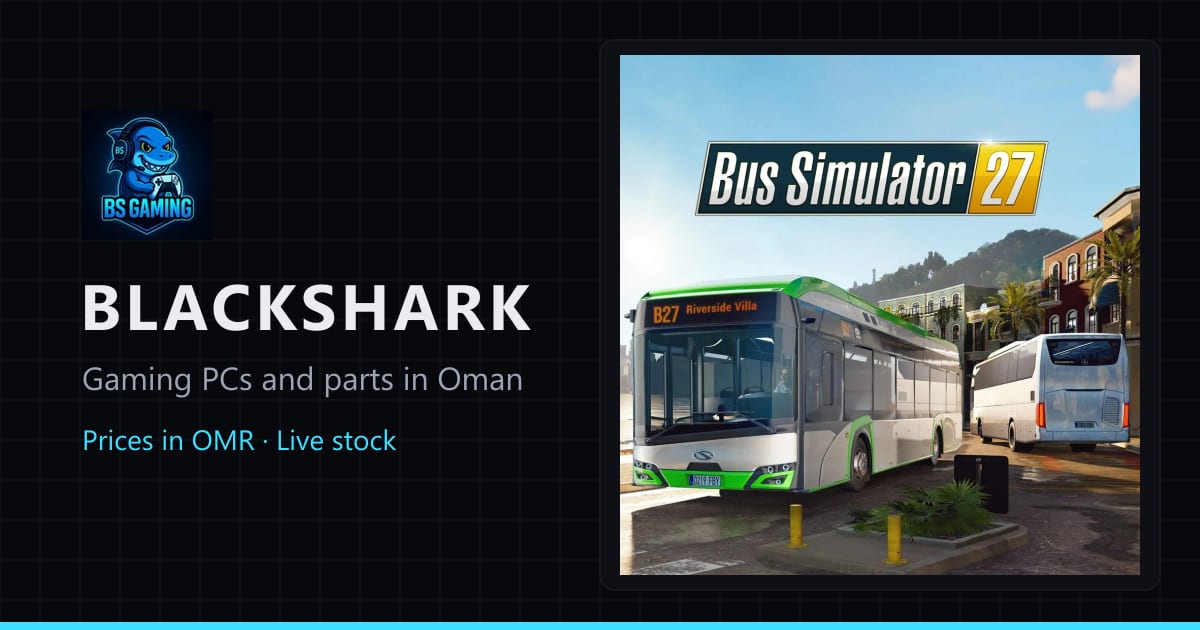 BS
BS GAMING
BLACKSHARK
Gaming PCs and parts in Oman
Prices in OMR · Live stock
Bus Simulator 27
B27 Riverside Villa